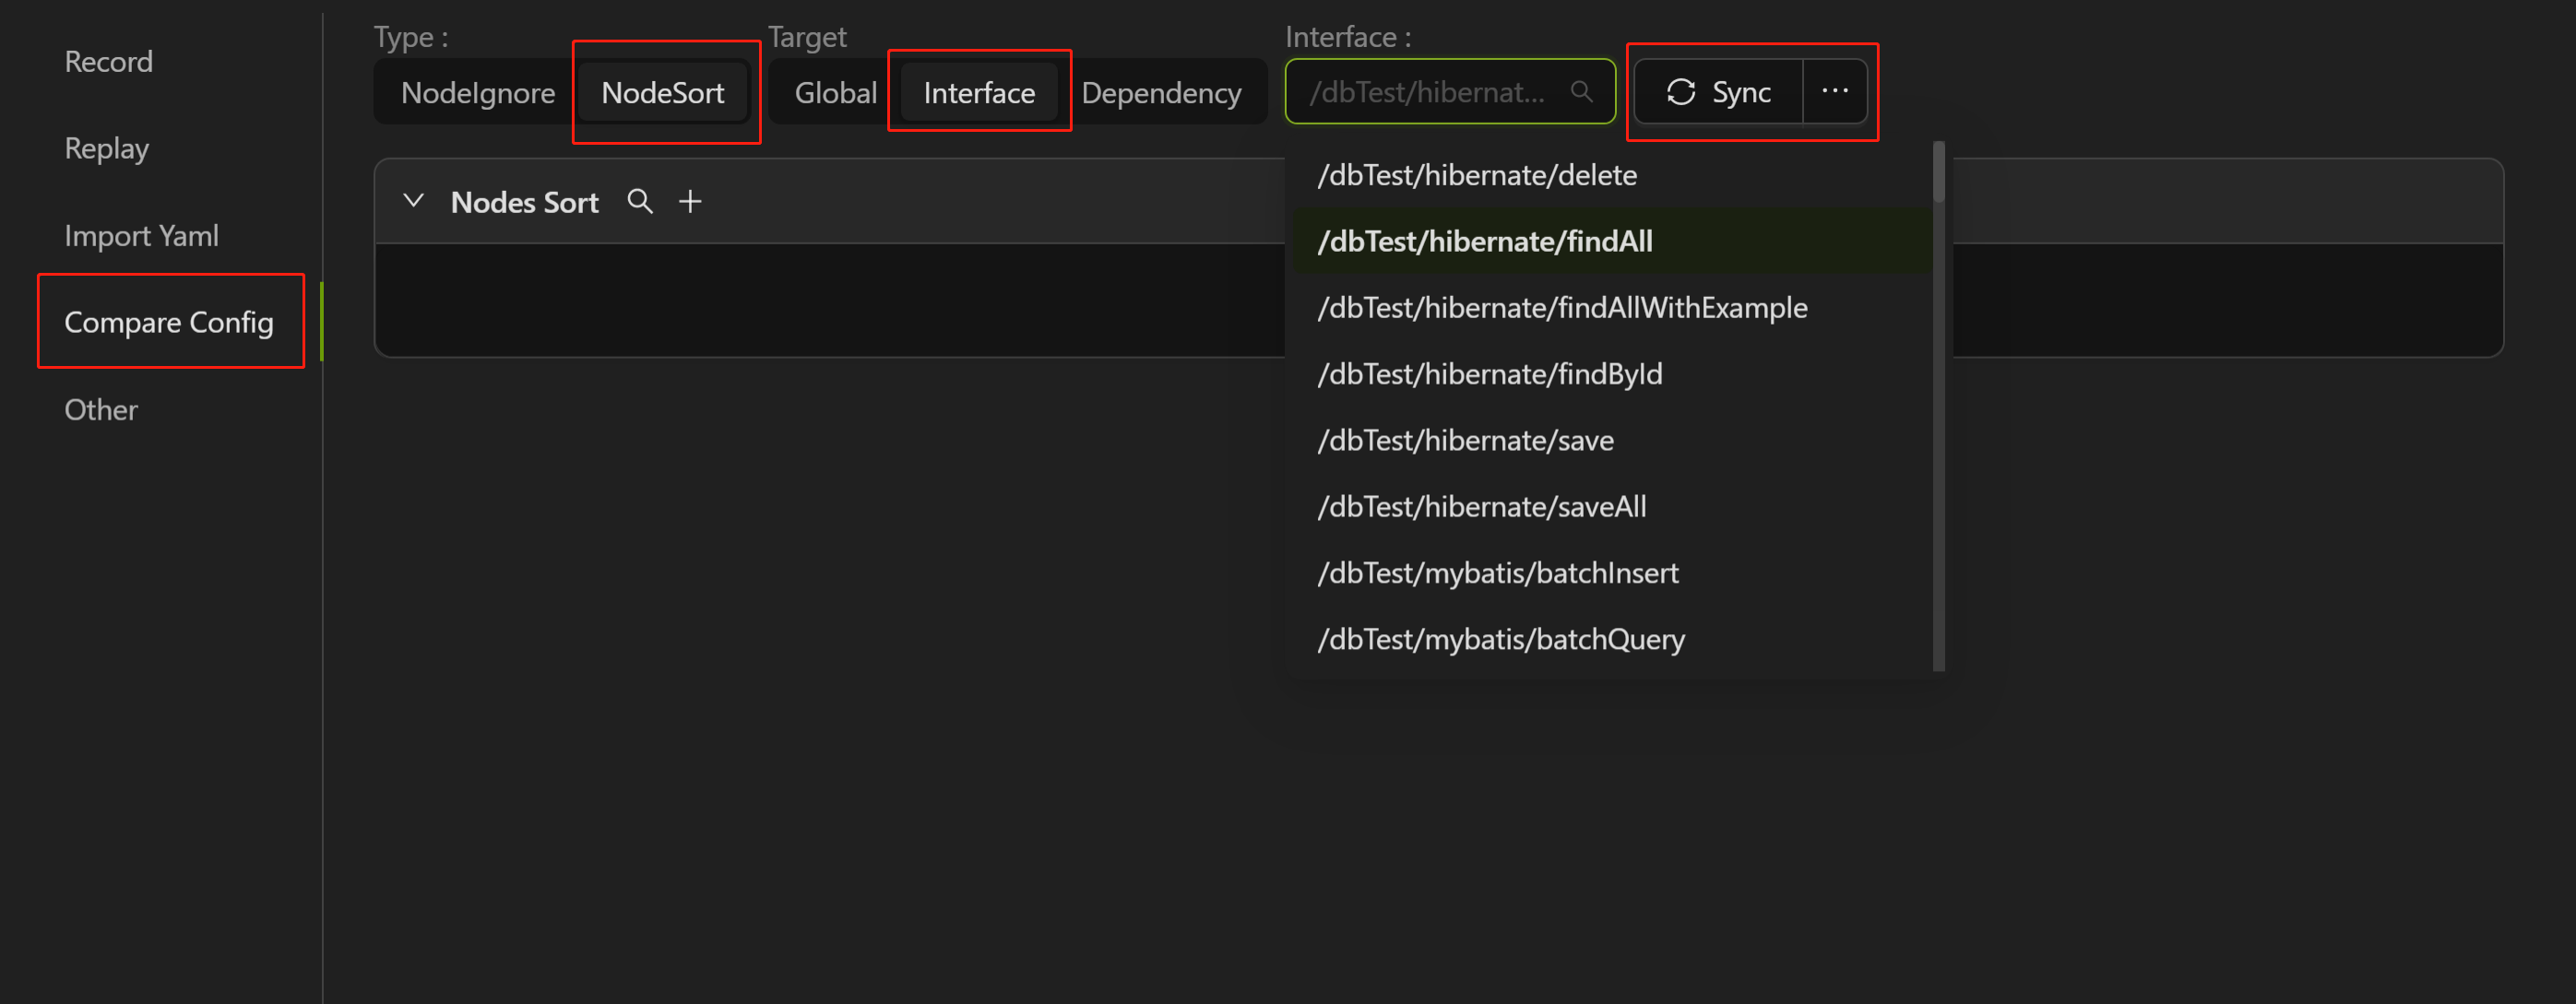 Record
Replay
Import Yaml
Compare Config
Other
Type :
NodeIgnore
NodeSort
Target
Global
Interface
Dependency
Interface :
/dbTest/hibernat...
Sync
···
Nodes Sort
/dbTest/hibernate/delete
/dbTest/hibernate/findAll
/dbTest/hibernate/findAllWithExample
/dbTest/hibernate/findById
/dbTest/hibernate/save
/dbTest/hibernate/saveAll
/dbTest/mybatis/batchInsert
/dbTest/mybatis/batchQuery